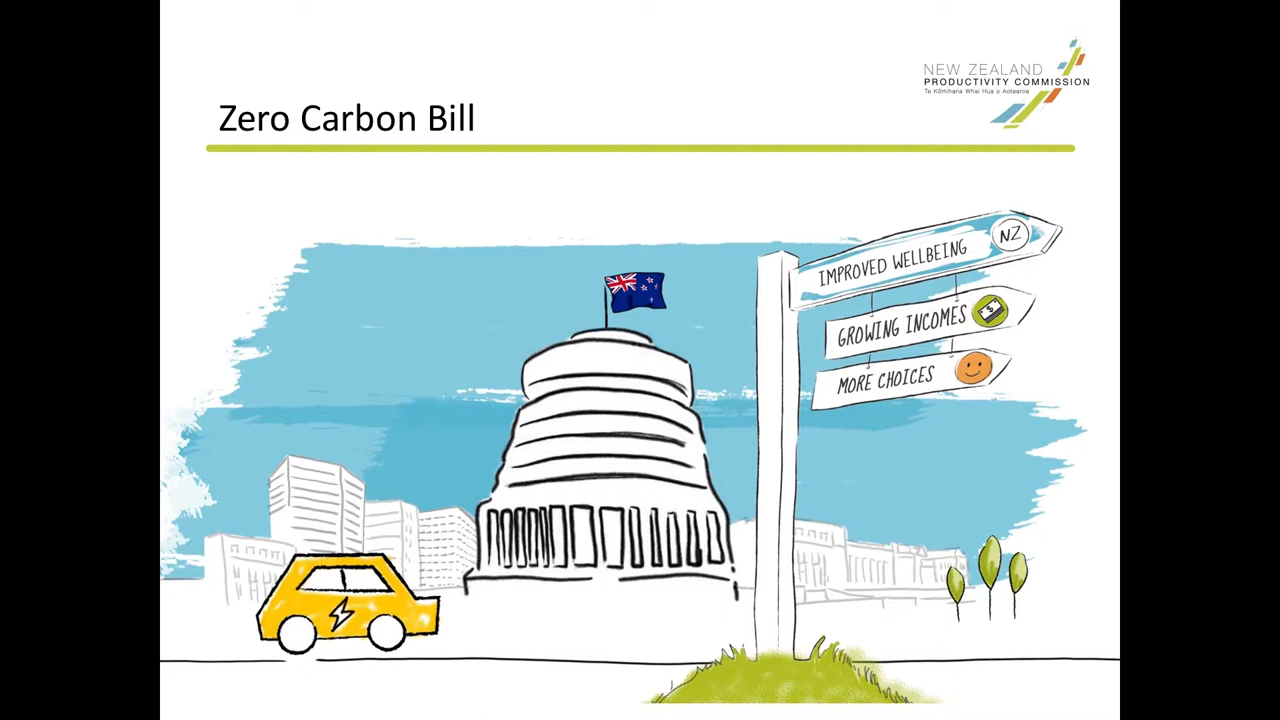 NEW ZEALAND
PRODUCTIVITY COMMISSION
Te Kōmihana Whai Hua o Aotearoa
Zero Carbon Bill
IMPROVED WELLBEING NZ
GROWING INCOMES $
MORE CHOICES